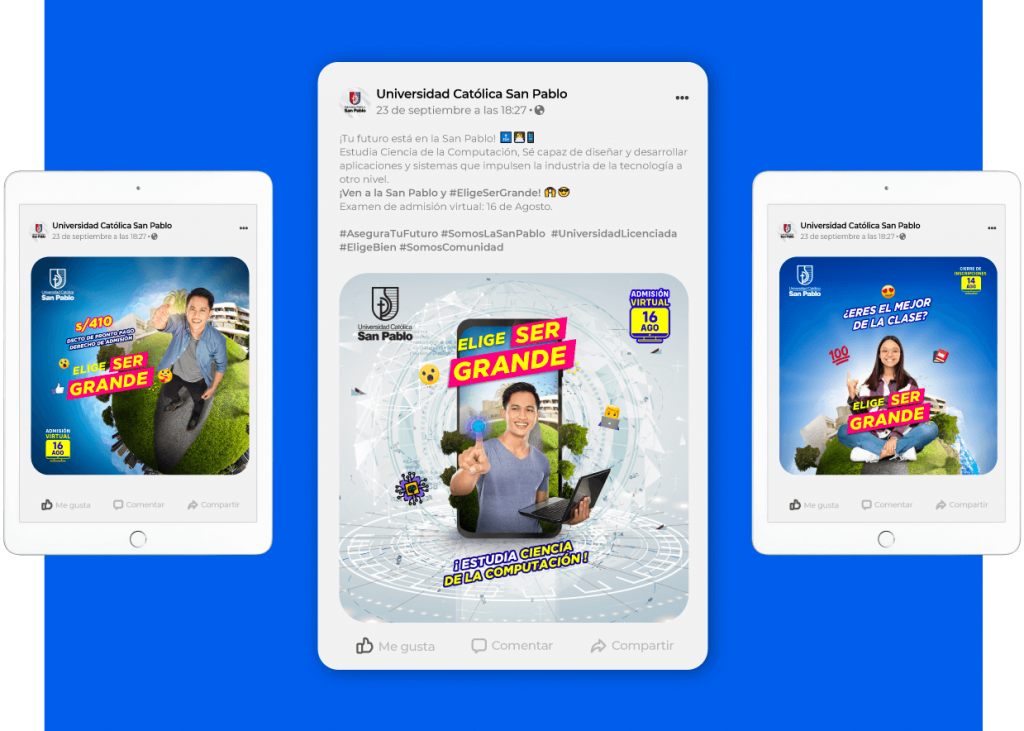 Universidad Católica San Pablo
23 de septiembre a las 18:27
Universidad Católica
San Pablo
s/410
DSCTO DE PRONTO PAGO
DERECHO DE ADMISIÓN
ELIGE SER
GRANDE
ADMISIÓN
VIRTUAL
16
AGO
Me gusta Comentar Compartir
San Pablo
Universidad Católica San Pablo
23 de septiembre a las 18:27
¡Tu futuro está en la San Pablo!
Estudia Ciencia de la Computación, Sé capaz de diseñar y desarrollar
aplicaciones y sistemas que impulsen la industria de la tecnología a
otro nivel.
¡Ven a la San Pablo y #EligeSerGrande!
Examen de admisión virtual: 16 de Agosto.
#AseguraTuFuturo #SomosLaSanPablo #UniversidadLicenciada
#EligeBien #SomosComunidad
Universidad Católica
San Pablo
ADMISIÓN
VIRTUAL
16
AGO
ELIGE SER
GRANDE
¡ESTUDIA CIENCIA
DE LA COMPUTACIÓN!
Me gusta Comentar Compartir
Universidad Católica San Pablo
23 de septiembre a las 18:27
Universidad Católica
San Pablo
CIERRE DE
INSCRIPCIONES
14
AGO
¿ERES EL MEJOR
DE LA CLASE?
100
ELIGE SER
GRANDE
Me gusta Comentar Compartir